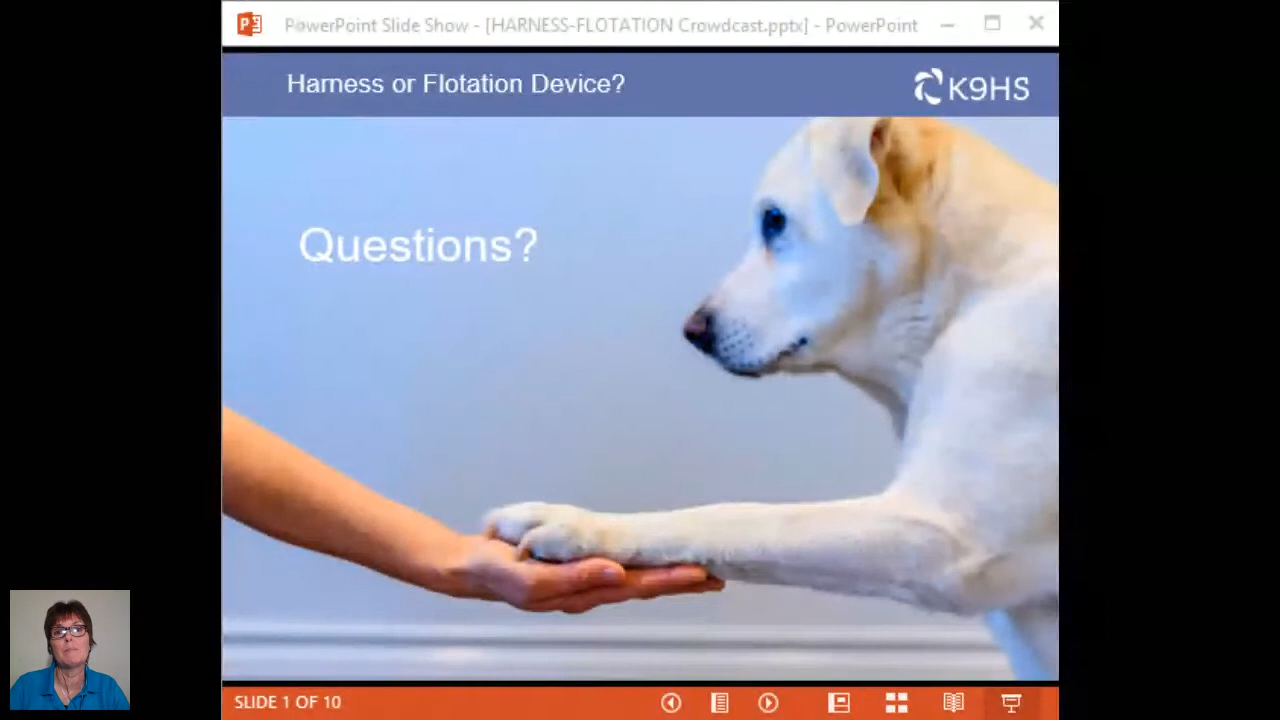 PowerPoint Slide Show - [HARNESS-FLOTATION Crowdcast.pptx] - PowerPoint
Harness or Flotation Device?
K9HS
Questions?
SLIDE 1 OF 10